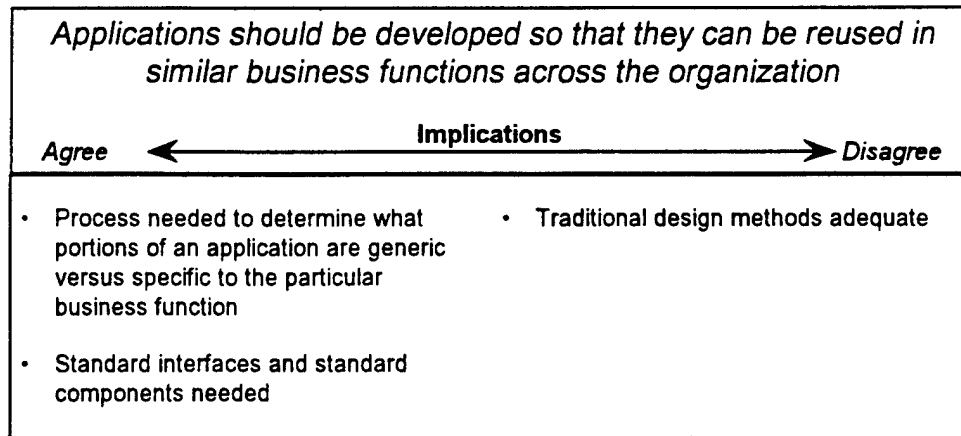 Applications should be developed so that they can be reused in
similar business functions across the organization
Implications
Agree
Disagree
• Process needed to determine what
portions of an application are generic
versus specific to the particular
business function
• Standard interfaces and standard
components needed
• Traditional design methods adequate